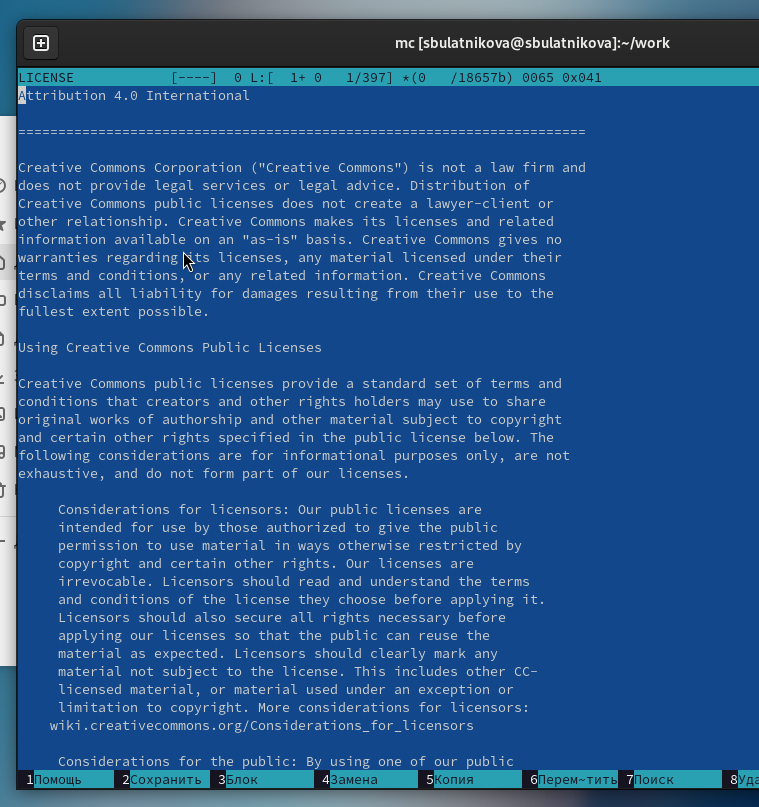 mc [sbulatnikova@sbulatnikova]:~/work
LICENSE            [----]  0 L:[  1+ 0   1/397] *(0   /18657b) 0065 0x041
Attribution 4.0 International
=======================================================================
Creative Commons Corporation ("Creative Commons") is not a law firm and
does not provide legal services or legal advice. Distribution of
Creative Commons public licenses does not create a lawyer-client or
other relationship. Creative Commons makes its licenses and related
information available on an "as-is" basis. Creative Commons gives no
warranties regarding its licenses, any material licensed under their
terms and conditions, or any related information. Creative Commons
disclaims all liability for damages resulting from their use to the
fullest extent possible.
Using Creative Commons Public Licenses
Creative Commons public licenses provide a standard set of terms and
conditions that creators and other rights holders may use to share
original works of authorship and other material subject to copyright
and certain other rights specified in the public license below. The
following considerations are for informational purposes only, are not
exhaustive, and do not form part of our licenses.
Considerations for licensors: Our public licenses are
intended for use by those authorized to give the public
permission to use material in ways otherwise restricted by
copyright and certain other rights. Our licenses are
irrevocable. Licensors should read and understand the terms
and conditions of the license they choose before applying it.
Licensors should also secure all rights necessary before
applying our licenses so that the public can reuse the
material as expected. Licensors should clearly mark any
material not subject to the license. This includes other CC-
licensed material, or material used under an exception or
limitation to copyright. More considerations for licensors:
wiki.creativecommons.org/Considerations_for_licensors
Considerations for the public: By using one of our public
1Помощь 2Сохранить 3Блок 4Замена 5Копия 6Перем~тить 7Поиск 8Уда